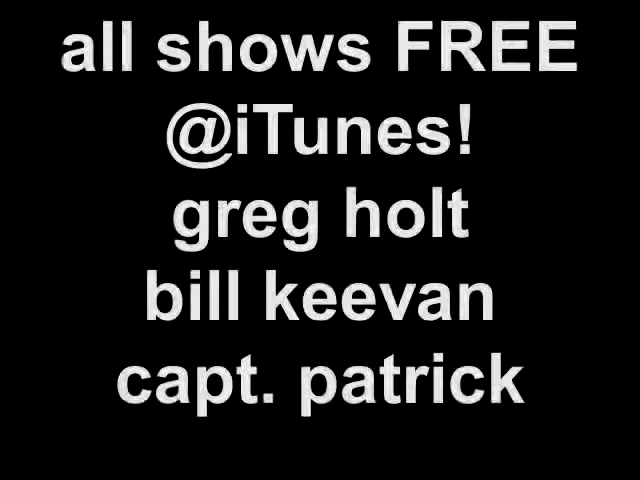 all shows FREE
@iTunes!
greg holt
bill keevan
capt. patrick